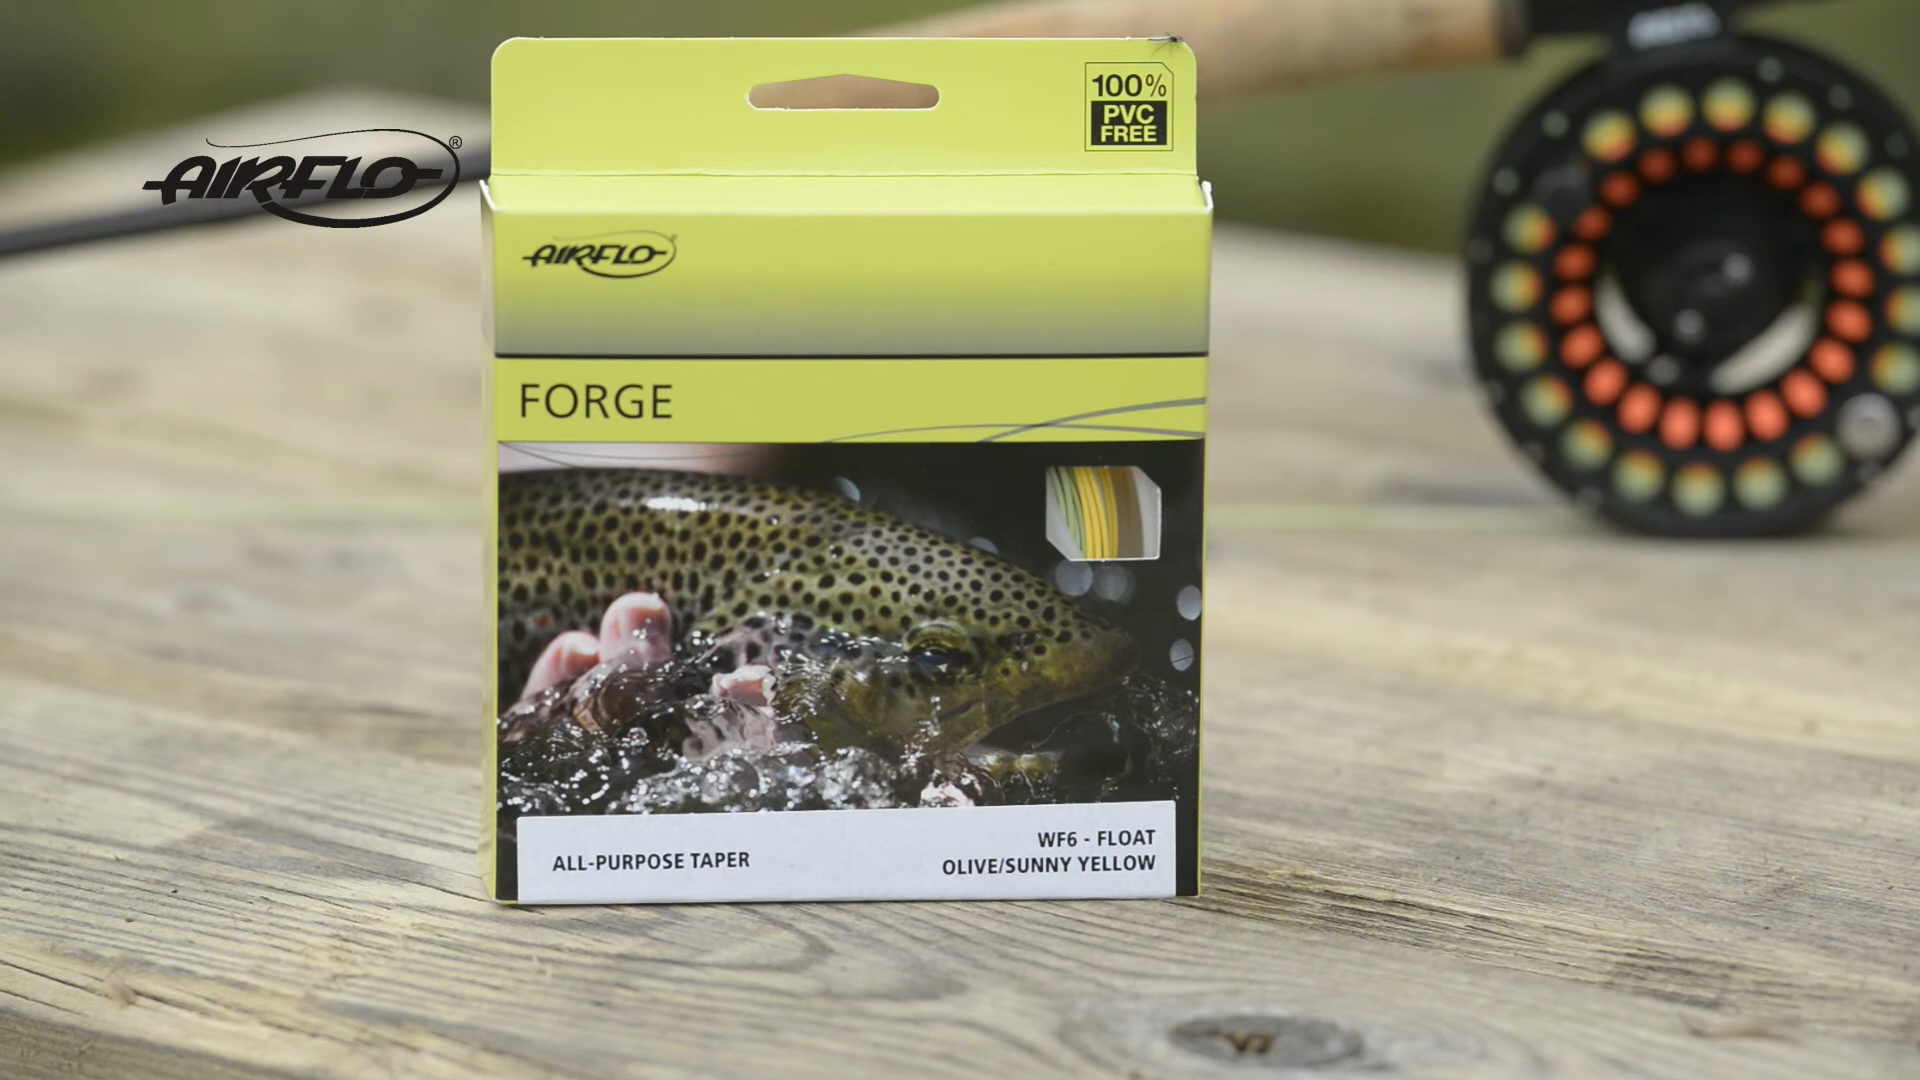 AIRFLO®
100%
PVC
FREE
AIRFLO
FORGE
ALL-PURPOSE TAPER
WF6 - FLOAT
OLIVE/SUNNY YELLOW